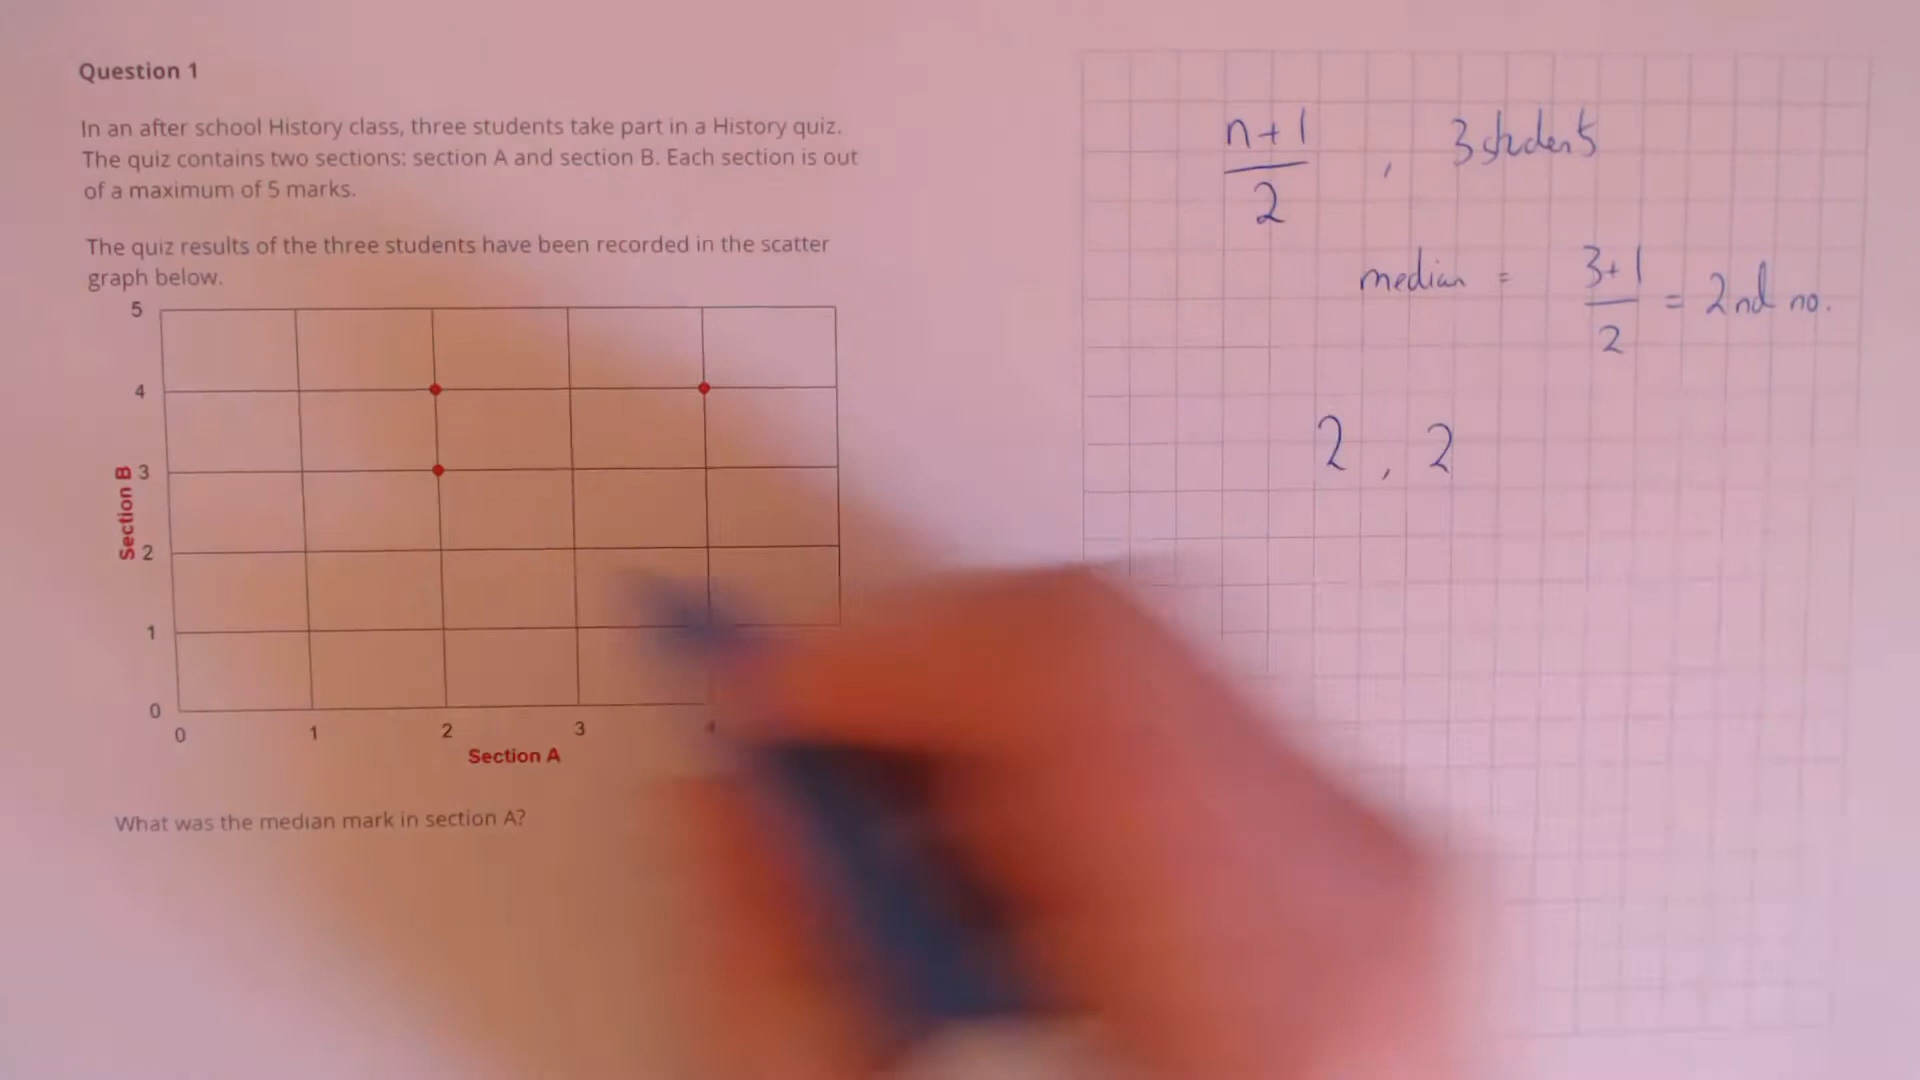 Question 1
In an after school History class, three students take part in a History quiz.
The quiz contains two sections: section A and section B. Each section is out
of a maximum of 5 marks.
The quiz results of the three students have been recorded in the scatter
graph below.
5
4
3
2
1
0
Section B
0 1 2 3 4
Section A
What was the median mark in section A?
n+1
2
, 3 students
median = 3+1
2
= 2nd no.
2 , 2